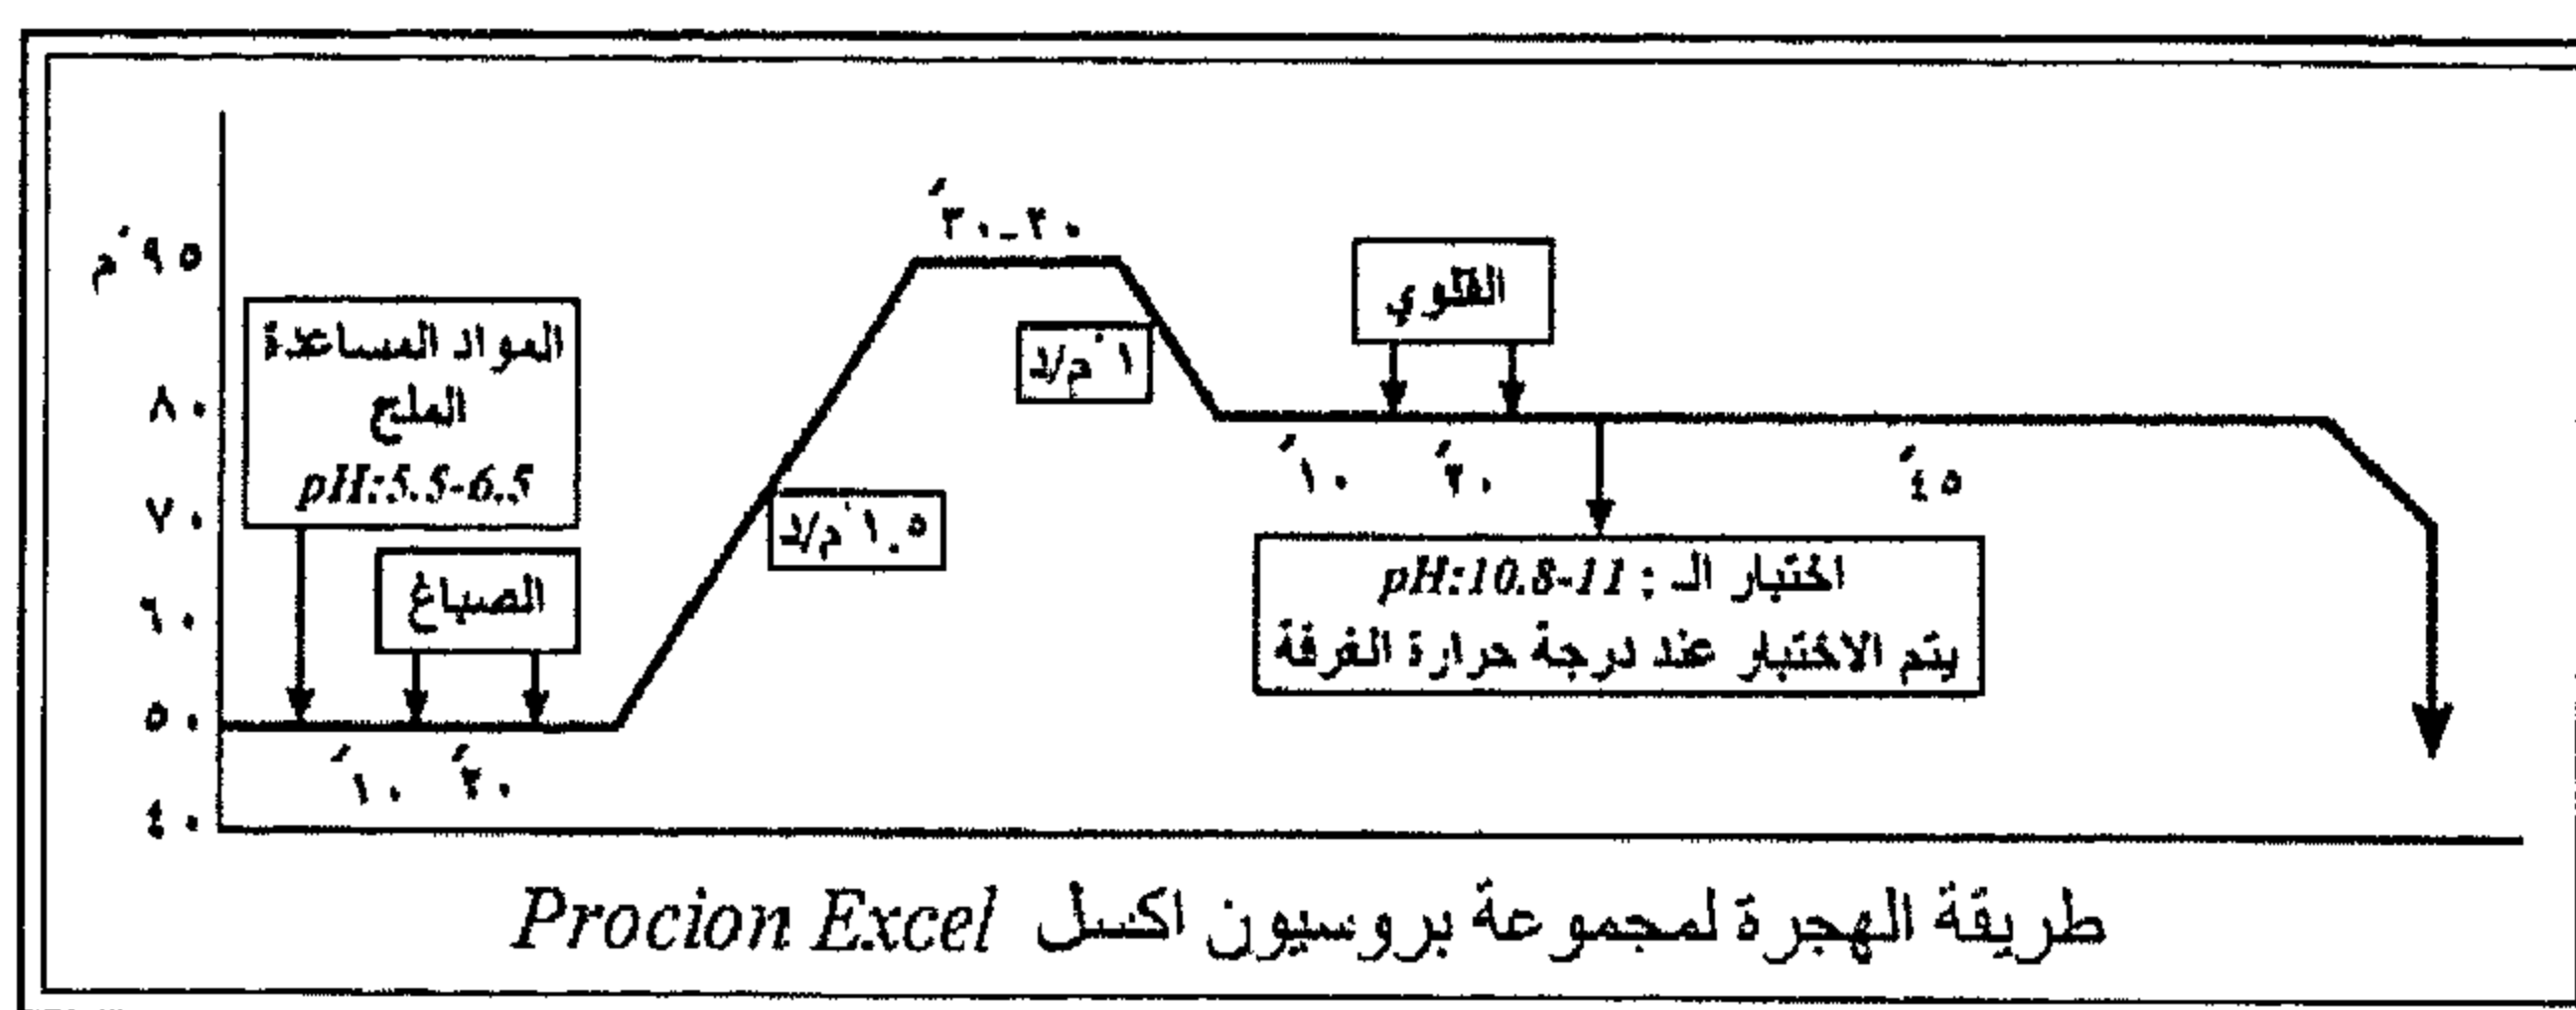 ٩٥°م
٨٠
٧٠
٦٠
٥٠
٤٠
المواد المساعدة
الملح
pH:5.5-6.5
الصباغ
١٠´
٢٠´
١.٥°م/د
٢٠-٣٠´
١°م/د
القلوي
١٠´
٢٠´
٤٥´
اختبار الـ : pH:10.8-11
يتم الاختبار عند درجة حرارة الغرفة
طريقة الهجرة لمجموعة بروسيون اكسل Procion Excel